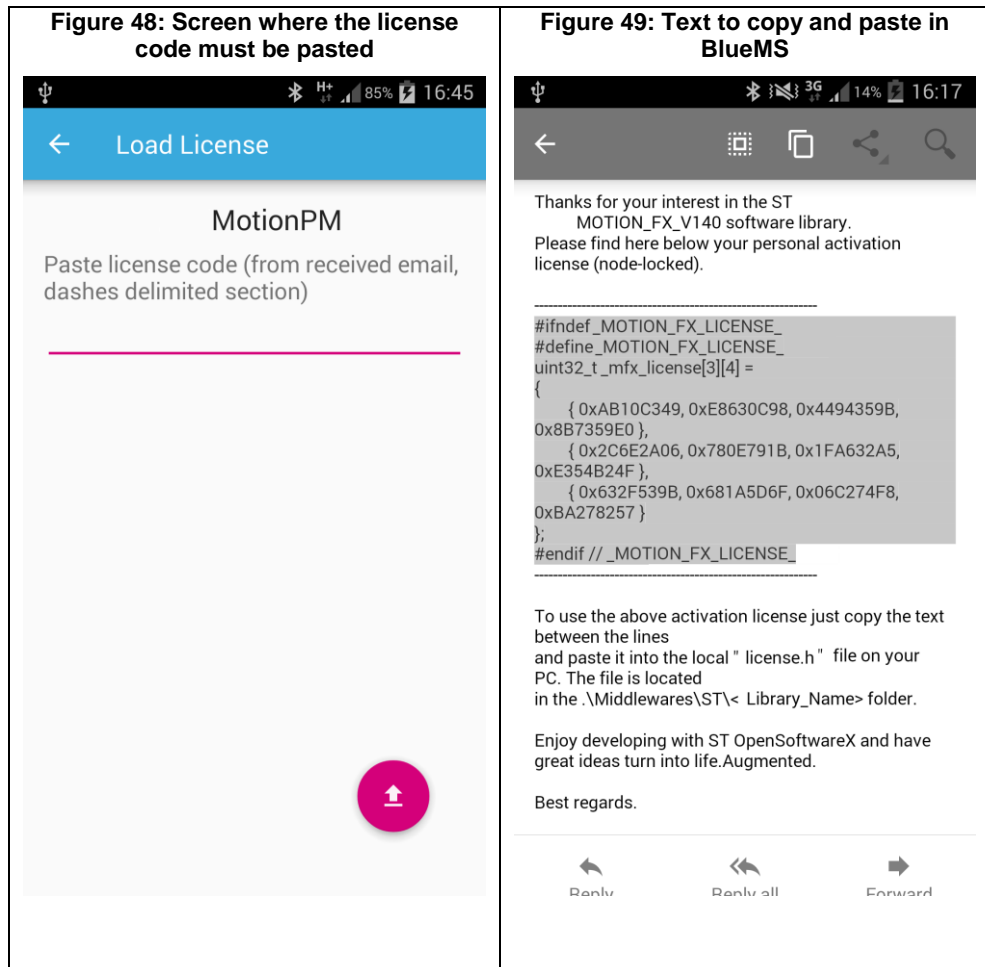 Figure 48: Screen where the license
code must be pasted
H+
85%
16:45
Load License
MotionPM
Paste license code (from received email,
dashes delimited section)
Figure 49: Text to copy and paste in
BlueMS
3G
14%
16:17
Thanks for your interest in the ST
MOTION_FX_V140 software library.
Please find here below your personal activation
license (node-locked).
------------------------------------------------------------
#ifndef _MOTION_FX_LICENSE_
#define _MOTION_FX_LICENSE_
uint32_t _mfx_license[3][4] =
{
{ 0xAB10C349, 0xE8630C98, 0x4494359B,
0x8B7359E0 },
{ 0x2C6E2A06, 0x780E791B, 0x1FA632A5,
0xE354B24F },
{ 0x632F539B, 0x681A5D6F, 0x06C274F8,
0xBA278257 }
};
#endif // _MOTION_FX_LICENSE_
------------------------------------------------------------
To use the above activation license just copy the text
between the lines
and paste it into the local " license.h " file on your
PC. The file is located
in the .\Middlewares\ST\< Library_Name> folder.
Enjoy developing with ST OpenSoftwareX and have
great ideas turn into life.Augmented.
Best regards.
Reply
Reply all
Forward